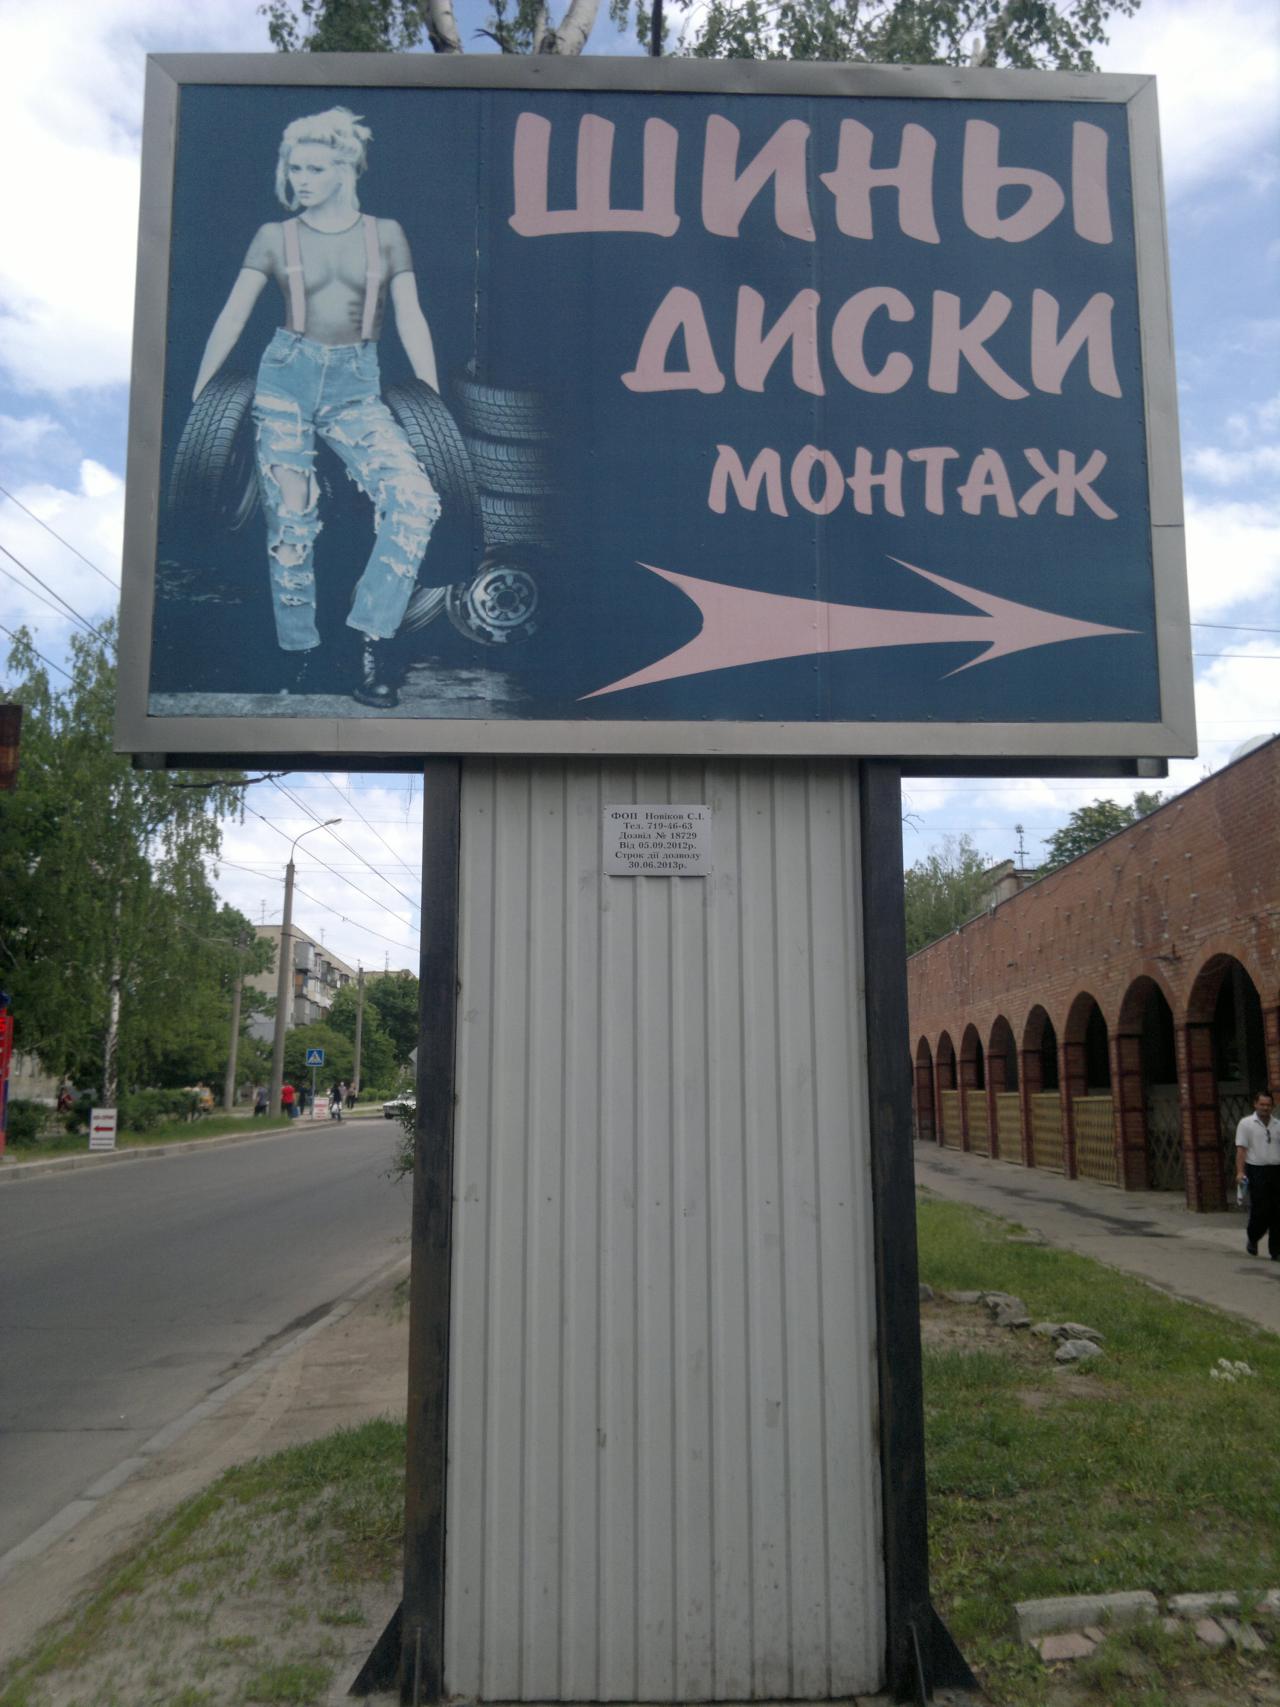 ШИНЫ
ДИСКИ
МОНТАЖ
ФОП Новіков С.І.
Тел. 719-46-63
Дозвіл № 18729
Від 05.09.2012р.
Строк дії дозволу
30.06.2013р.